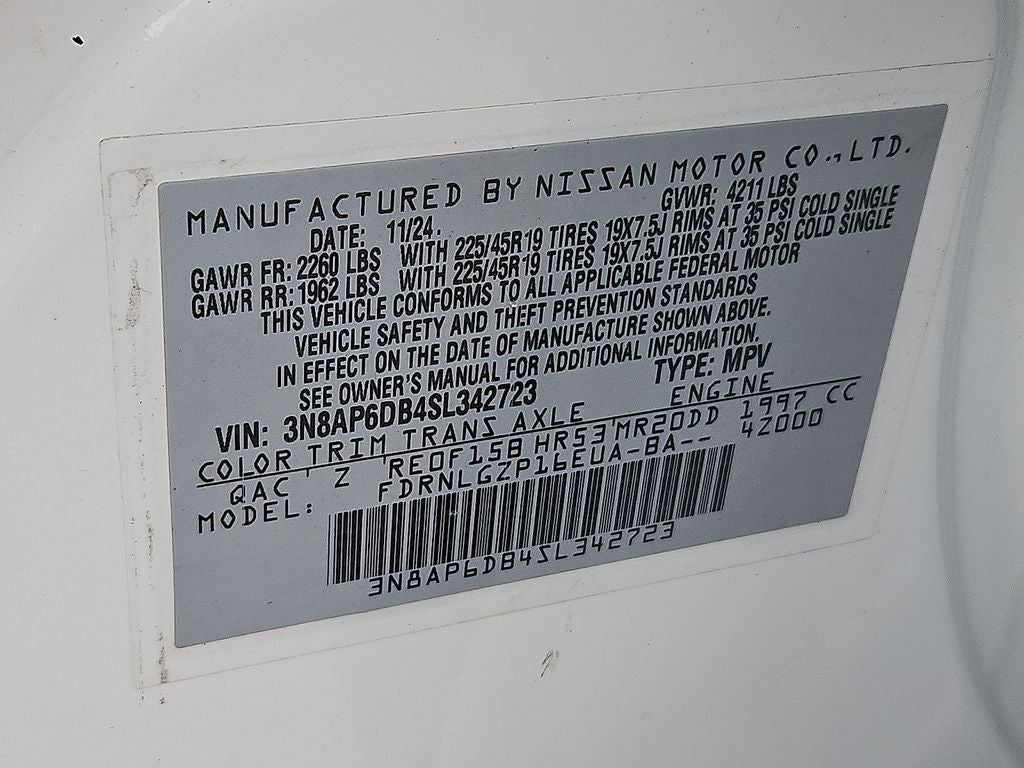 MANUFACTURED BY NISSAN MOTOR CO., LTD.
DATE: 11/24. GVWR: 4211 LBS
GAWR FR: 2260 LBS WITH 225/45R19 TIRES 19X7.5J RIMS AT 35 PSI COLD SINGLE
GAWR RR: 1962 LBS WITH 225/45R19 TIRES 19X7.5J RIMS AT 35 PSI COLD SINGLE
THIS VEHICLE CONFORMS TO ALL APPLICABLE FEDERAL MOTOR
VEHICLE SAFETY AND THEFT PREVENTION STANDARDS
IN EFFECT ON THE DATE OF MANUFACTURE SHOWN ABOVE.
SEE OWNER'S MANUAL FOR ADDITIONAL INFORMATION.
VIN: 3N8AP6DB4SL342723 TYPE: MPV
COLOR TRIM TRANS AXLE ENGINE
QAC Z RE0F15B HR53 MR20DD 1997 CC
MODEL: FDRNLGZP16EUA-BA-- 4Z000
3N8AP6DB4SL342723